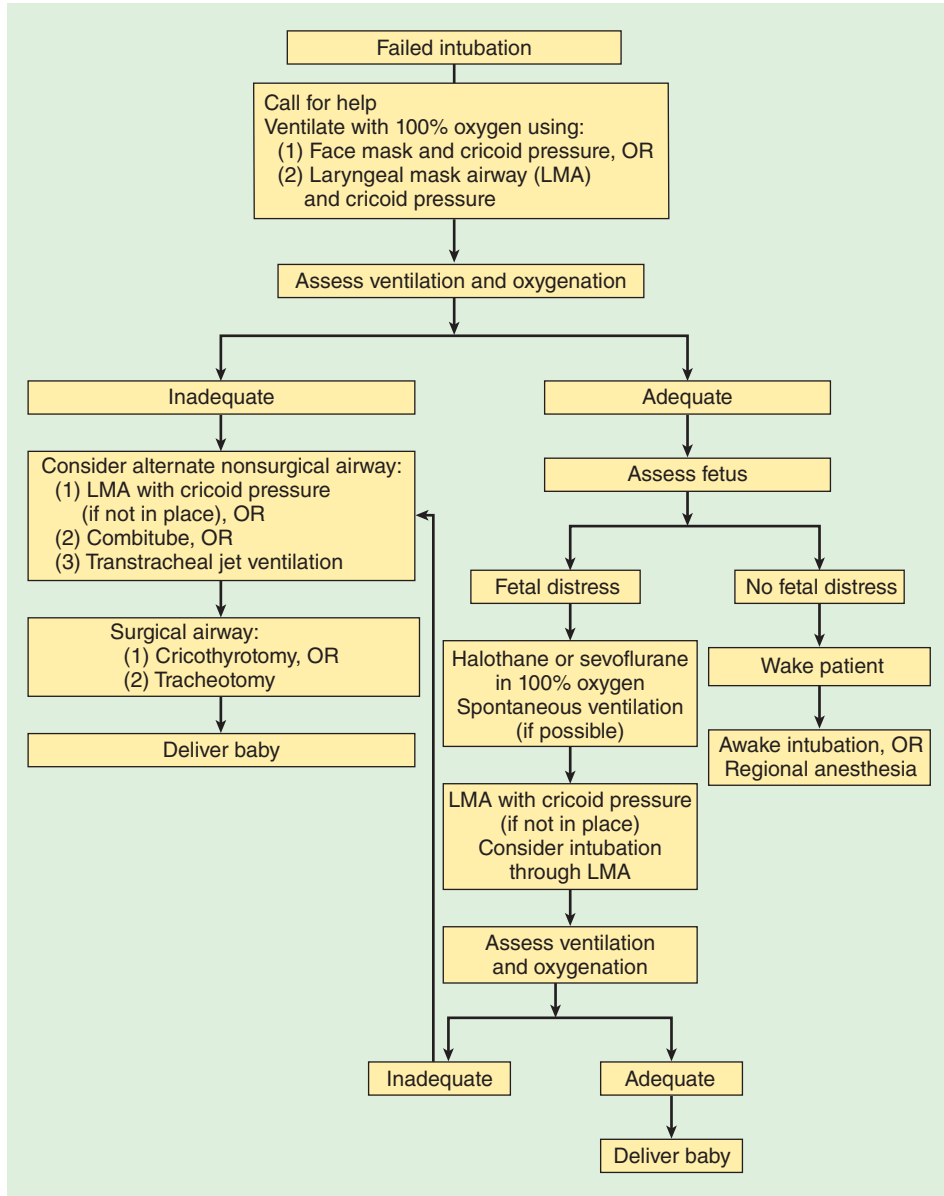 Failed intubation
Call for help
Ventilate with 100% oxygen using:
(1) Face mask and cricoid pressure, OR
(2) Laryngeal mask airway (LMA)
and cricoid pressure
Assess ventilation and oxygenation
Inadequate
Adequate
Consider alternate nonsurgical airway:
(1) LMA with cricoid pressure
(if not in place), OR
(2) Combitube, OR
(3) Transtracheal jet ventilation
Surgical airway:
(1) Cricothyrotomy, OR
(2) Tracheotomy
Deliver baby
Assess fetus
Fetal distress
No fetal distress
Halothane or sevoflurane
in 100% oxygen
Spontaneous ventilation
(if possible)
Wake patient
Awake intubation, OR
Regional anesthesia
LMA with cricoid pressure
(if not in place)
Consider intubation
through LMA
Assess ventilation
and oxygenation
Inadequate
Adequate
Deliver baby